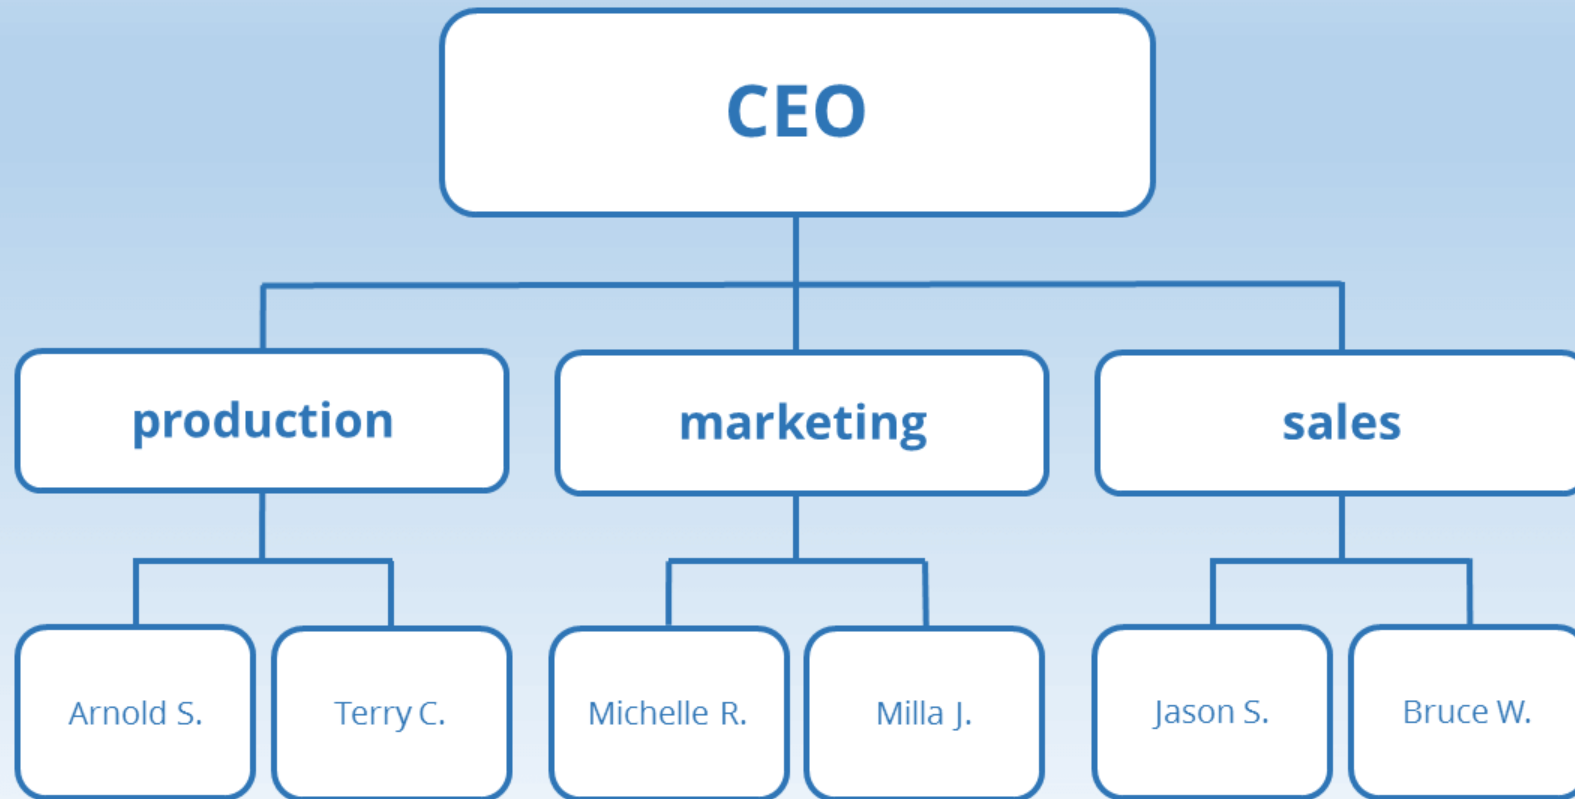 CEO
production
marketing
sales
Arnold S.
Terry C.
Michelle R.
Milla J.
Jason S.
Bruce W.